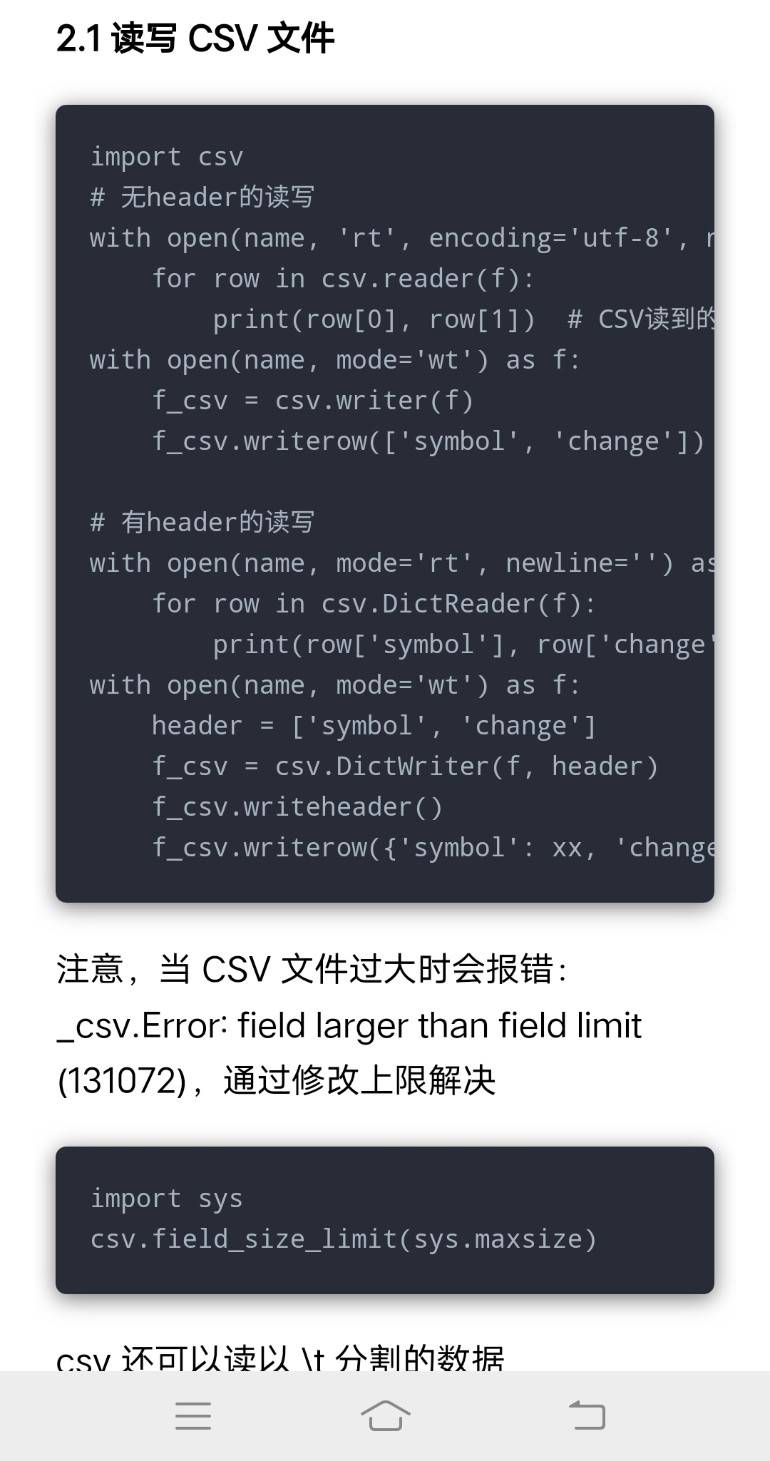 2.1 读写 CSV 文件
import csv
# 无header的读写
with open(name, 'rt', encoding='utf-8', 
    for row in csv.reader(f):
        print(row[0], row[1])  # CSV读到的
with open(name, mode='wt') as f:
    f_csv = csv.writer(f)
    f_csv.writerow(['symbol', 'change'])
# 有header的读写
with open(name, mode='rt', newline='') as
    for row in csv.DictReader(f):
        print(row['symbol'], row['change'
with open(name, mode='wt') as f:
    header = ['symbol', 'change']
    f_csv = csv.DictWriter(f, header)
    f_csv.writeheader()
    f_csv.writerow({'symbol': xx, 'change
注意，当 CSV 文件过大时会报错：
_csv.Error: field larger than field limit
(131072)，通过修改上限解决
import sys
csv.field_size_limit(sys.maxsize)
csv 还可以读以 \t 分割的数据